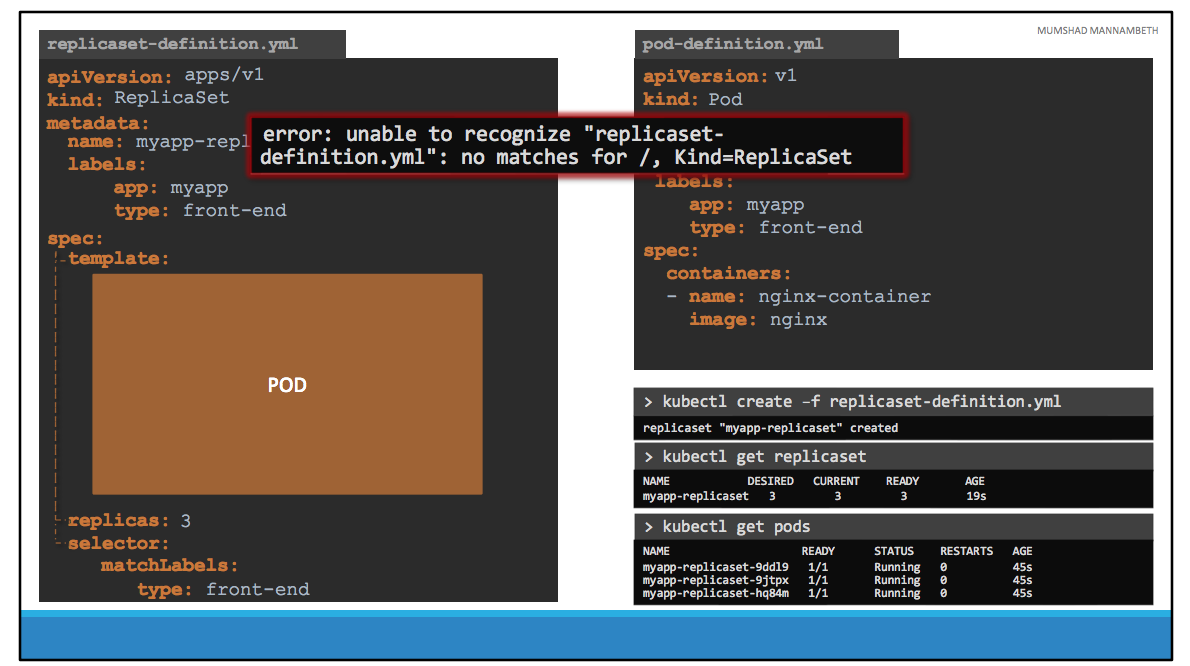 MUMSHAD MANNAMBETH
replicaset-definition.yml
apiVersion: apps/v1
kind: ReplicaSet
metadata:
name: myapp-repl
labels:
app: myapp
type: front-end
spec:
template:
POD
replicas: 3
selector:
matchLabels:
type: front-end
error: unable to recognize "replicaset-
definition.yml": no matches for /, Kind=ReplicaSet
pod-definition.yml
apiVersion: v1
kind: Pod
labels:
app: myapp
type: front-end
spec:
containers:
- name: nginx-container
image: nginx
> kubectl create –f replicaset-definition.yml
replicaset "myapp-replicaset" created
> kubectl get replicaset
NAME DESIRED CURRENT READY AGE
myapp-replicaset 3 3 3 19s
> kubectl get pods
NAME READY STATUS RESTARTS AGE
myapp-replicaset-9ddl9 1/1 Running 0 45s
myapp-replicaset-9jtpx 1/1 Running 0 45s
myapp-replicaset-hq84m 1/1 Running 0 45s